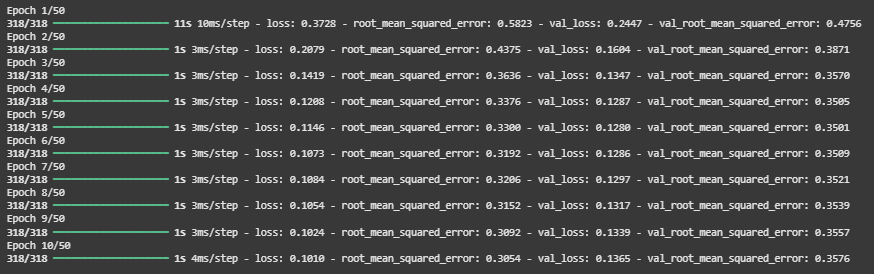 Epoch 1/50
318/318 ━━━━━━━━━━━━━━━━━━━━ 11s 10ms/step - loss: 0.3728 - root_mean_squared_error: 0.5823 - val_loss: 0.2447 - val_root_mean_squared_error: 0.4756
Epoch 2/50
318/318 ━━━━━━━━━━━━━━━━━━━━ 1s 3ms/step - loss: 0.2079 - root_mean_squared_error: 0.4375 - val_loss: 0.1604 - val_root_mean_squared_error: 0.3871
Epoch 3/50
318/318 ━━━━━━━━━━━━━━━━━━━━ 1s 3ms/step - loss: 0.1419 - root_mean_squared_error: 0.3636 - val_loss: 0.1347 - val_root_mean_squared_error: 0.3570
Epoch 4/50
318/318 ━━━━━━━━━━━━━━━━━━━━ 1s 3ms/step - loss: 0.1208 - root_mean_squared_error: 0.3376 - val_loss: 0.1287 - val_root_mean_squared_error: 0.3505
Epoch 5/50
318/318 ━━━━━━━━━━━━━━━━━━━━ 1s 3ms/step - loss: 0.1146 - root_mean_squared_error: 0.3300 - val_loss: 0.1280 - val_root_mean_squared_error: 0.3501
Epoch 6/50
318/318 ━━━━━━━━━━━━━━━━━━━━ 1s 3ms/step - loss: 0.1073 - root_mean_squared_error: 0.3192 - val_loss: 0.1286 - val_root_mean_squared_error: 0.3509
Epoch 7/50
318/318 ━━━━━━━━━━━━━━━━━━━━ 1s 3ms/step - loss: 0.1084 - root_mean_squared_error: 0.3206 - val_loss: 0.1297 - val_root_mean_squared_error: 0.3521
Epoch 8/50
318/318 ━━━━━━━━━━━━━━━━━━━━ 1s 3ms/step - loss: 0.1054 - root_mean_squared_error: 0.3152 - val_loss: 0.1317 - val_root_mean_squared_error: 0.3539
Epoch 9/50
318/318 ━━━━━━━━━━━━━━━━━━━━ 1s 3ms/step - loss: 0.1024 - root_mean_squared_error: 0.3092 - val_loss: 0.1339 - val_root_mean_squared_error: 0.3557
Epoch 10/50
318/318 ━━━━━━━━━━━━━━━━━━━━ 1s 4ms/step - loss: 0.1010 - root_mean_squared_error: 0.3054 - val_loss: 0.1365 - val_root_mean_squared_error: 0.3576